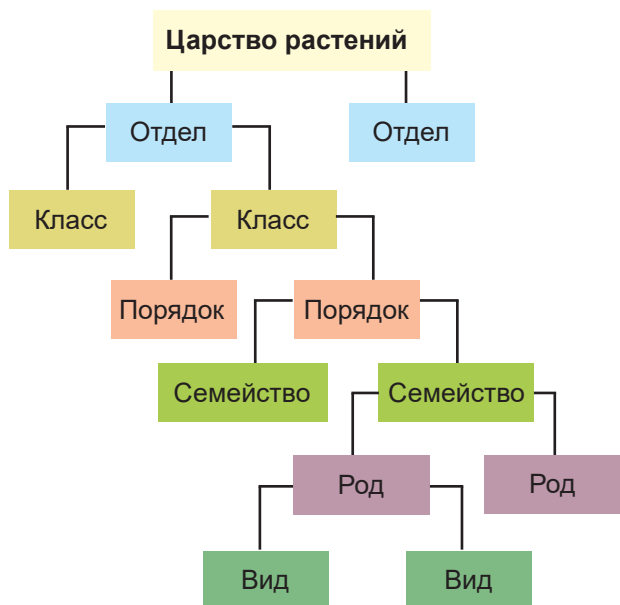 Царство растений
Отдел
Отдел
Класс
Класс
Порядок
Порядок
Семейство
Семейство
Род
Род
Вид
Вид